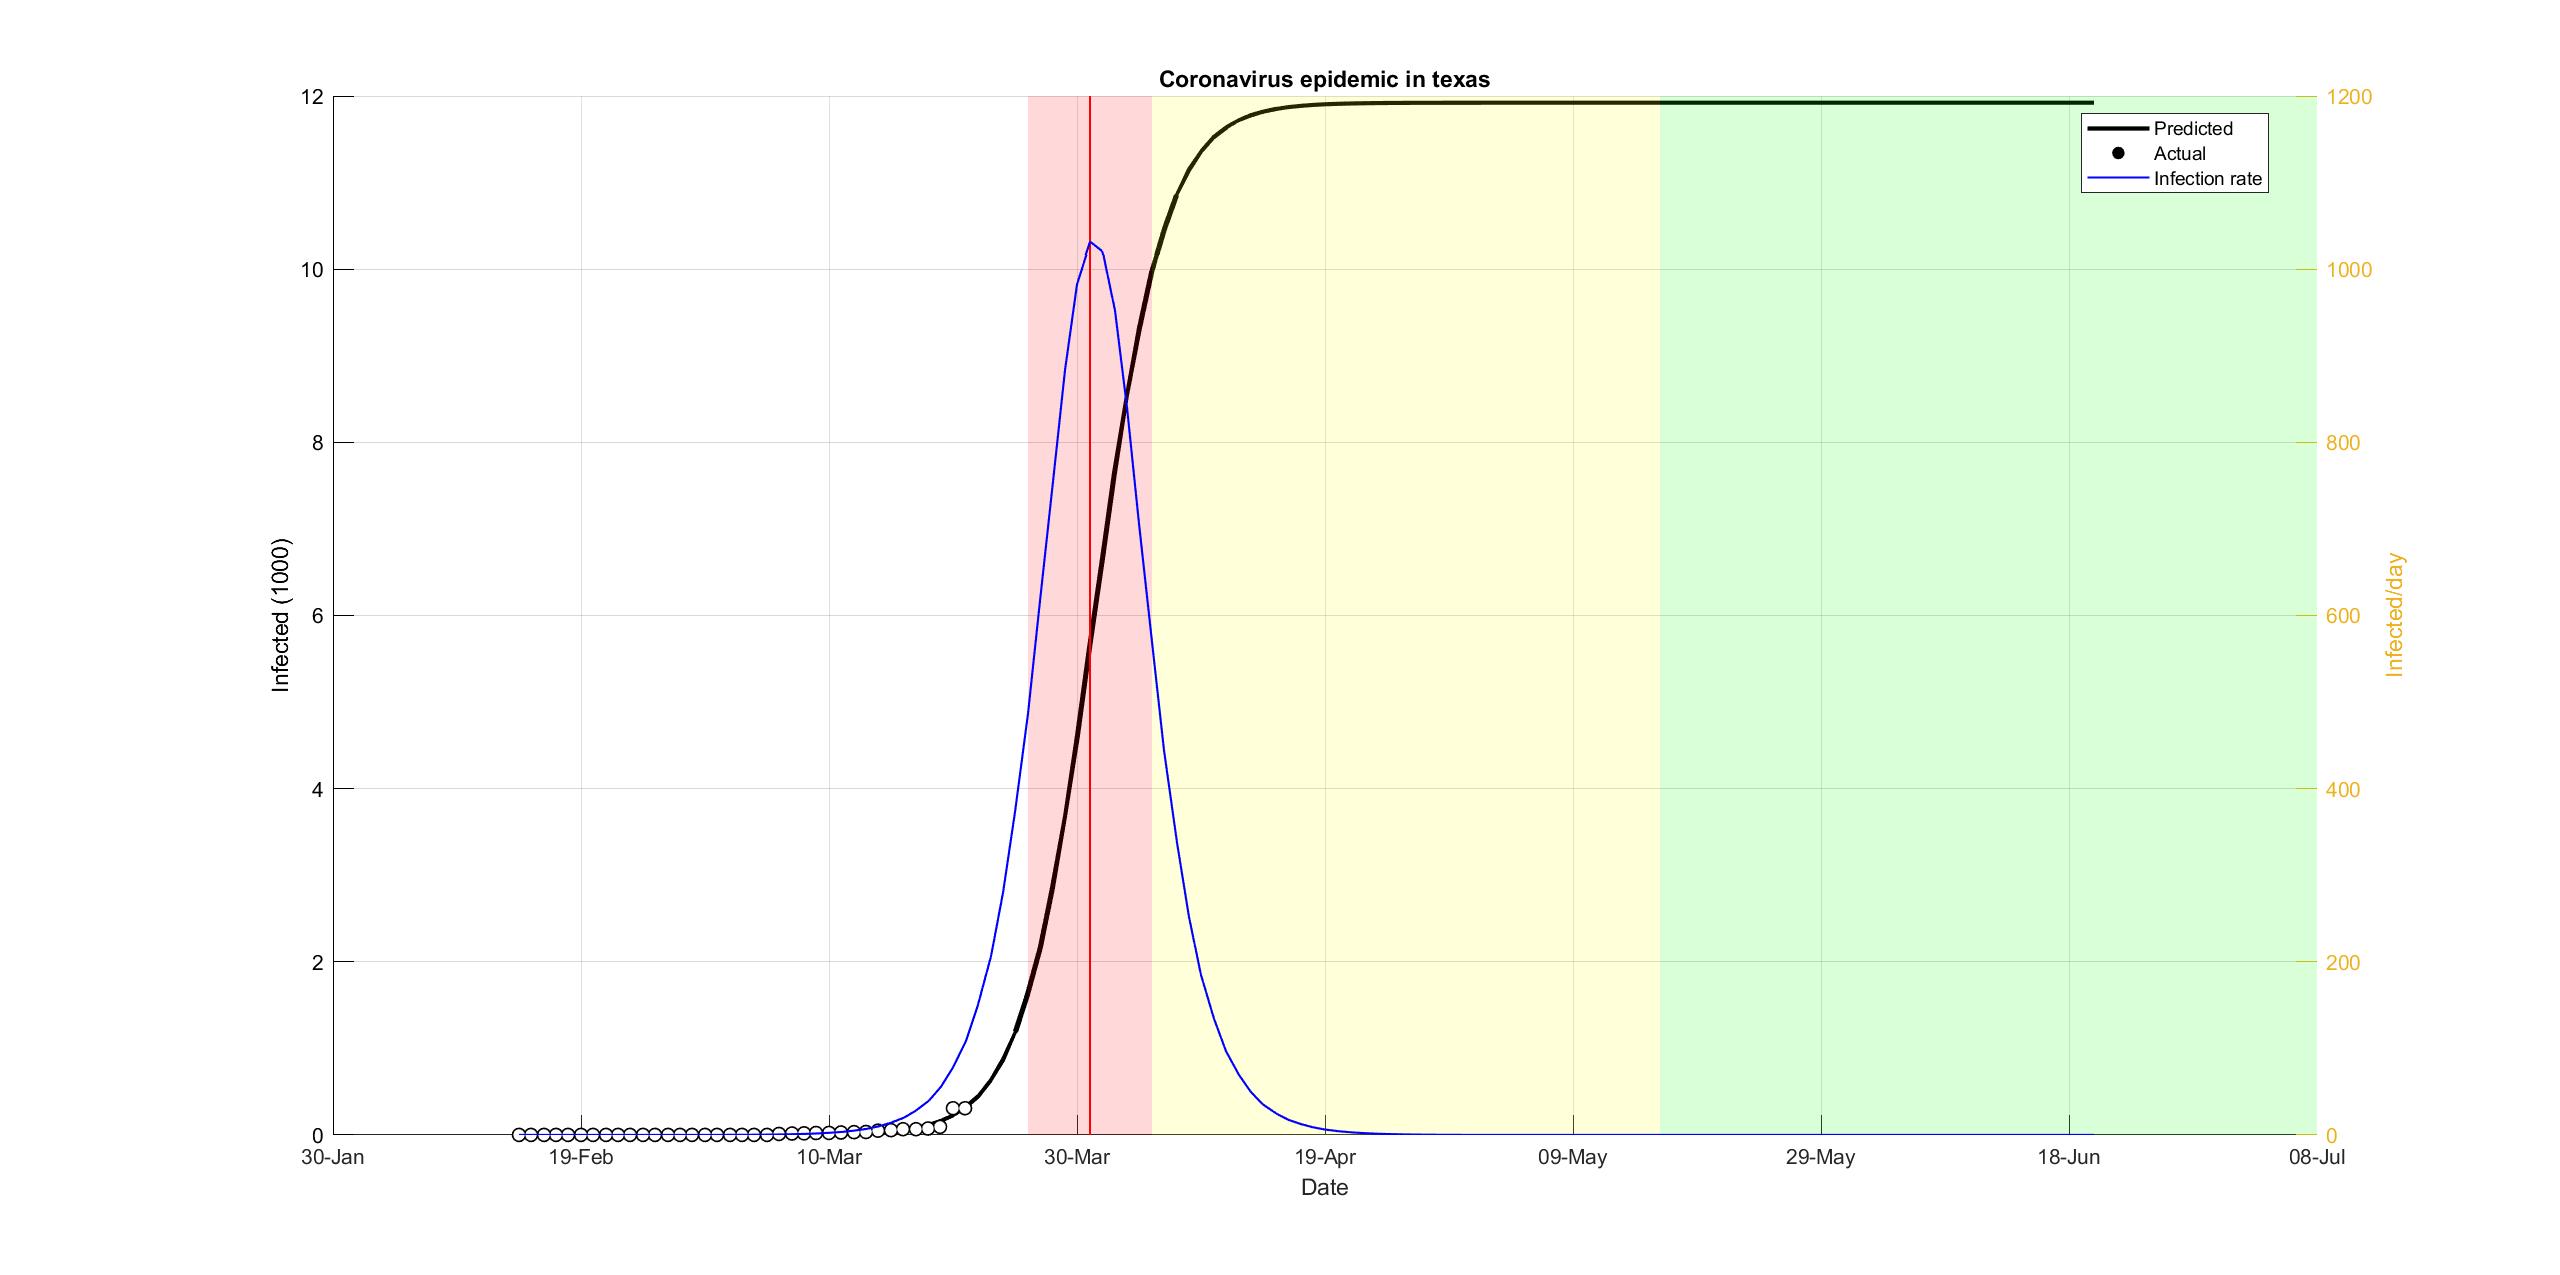 Coronavirus epidemic in texas
12
10
8
6
4
2
0
Infected (1000)
1200
1000
800
600
400
200
0
Infected/day
Predicted
Actual
Infection rate
30-Jan 19-Feb 10-Mar 30-Mar 19-Apr 09-May 29-May 18-Jun 08-Jul
Date